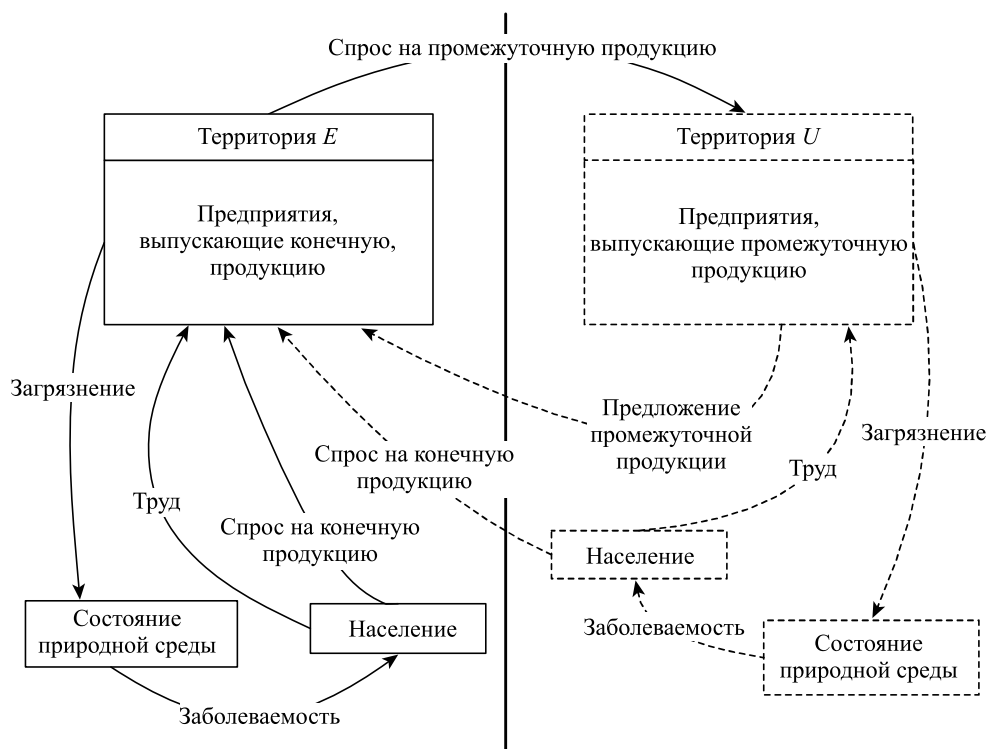 Спрос на промежуточную продукцию
Территория E
Предприятия,
выпускающие конечную,
продукцию
Территория U
Предприятия,
выпускающие промежуточную
продукцию
Загрязнение
Труд
Спрос на конечную
продукцию
Спрос на конечную
продукцию
Предложение
промежуточной
продукции
Труд
Загрязнение
Состояние
природной среды
Население
Заболеваемость
Население
Заболеваемость
Состояние
природной среды